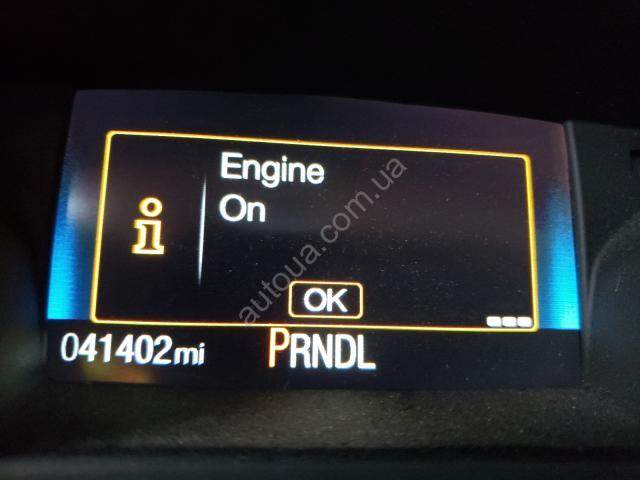 Engine
On
i
OK
041402mi PRNDL
autoua.com.ua